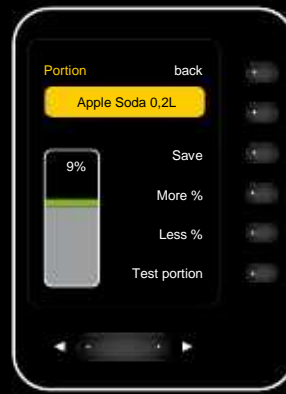 Portion back
Apple Soda 0,2L
9%
Save
More %
Less %
Test portion